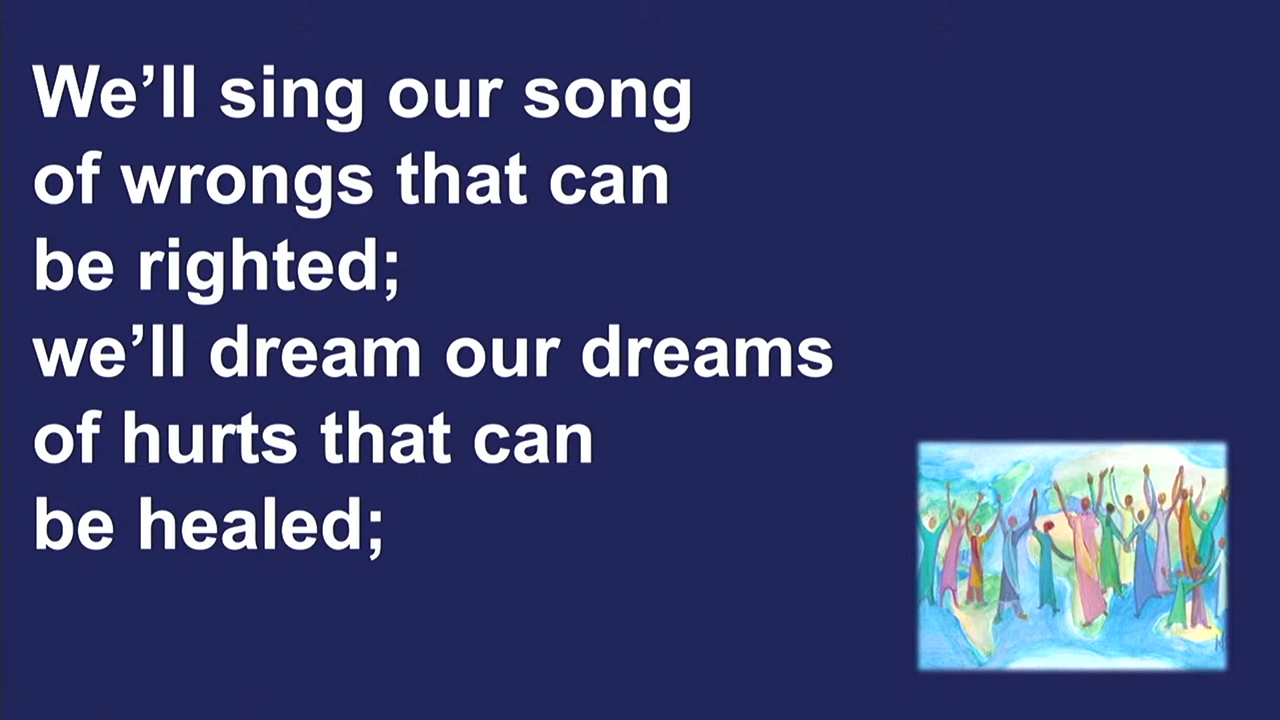 We’ll sing our song
of wrongs that can
be righted;
we’ll dream our dreams
of hurts that can
be healed;